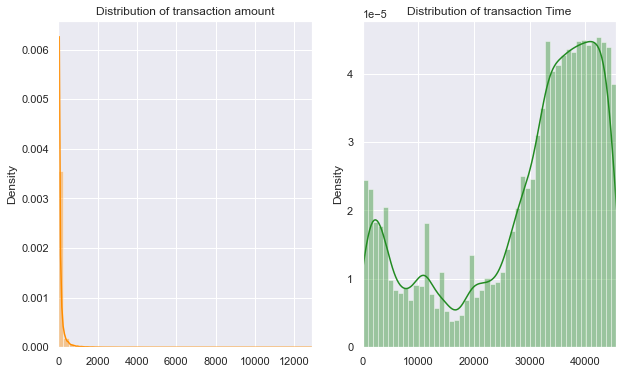 Distribution of transaction amount
0.006
0.005
0.004
0.003
0.002
0.001
0.000
Density
0 2000 4000 6000 8000 10000 12000
Distribution of transaction Time
1e−5
4
3
2
1
0
Density
0 10000 20000 30000 40000